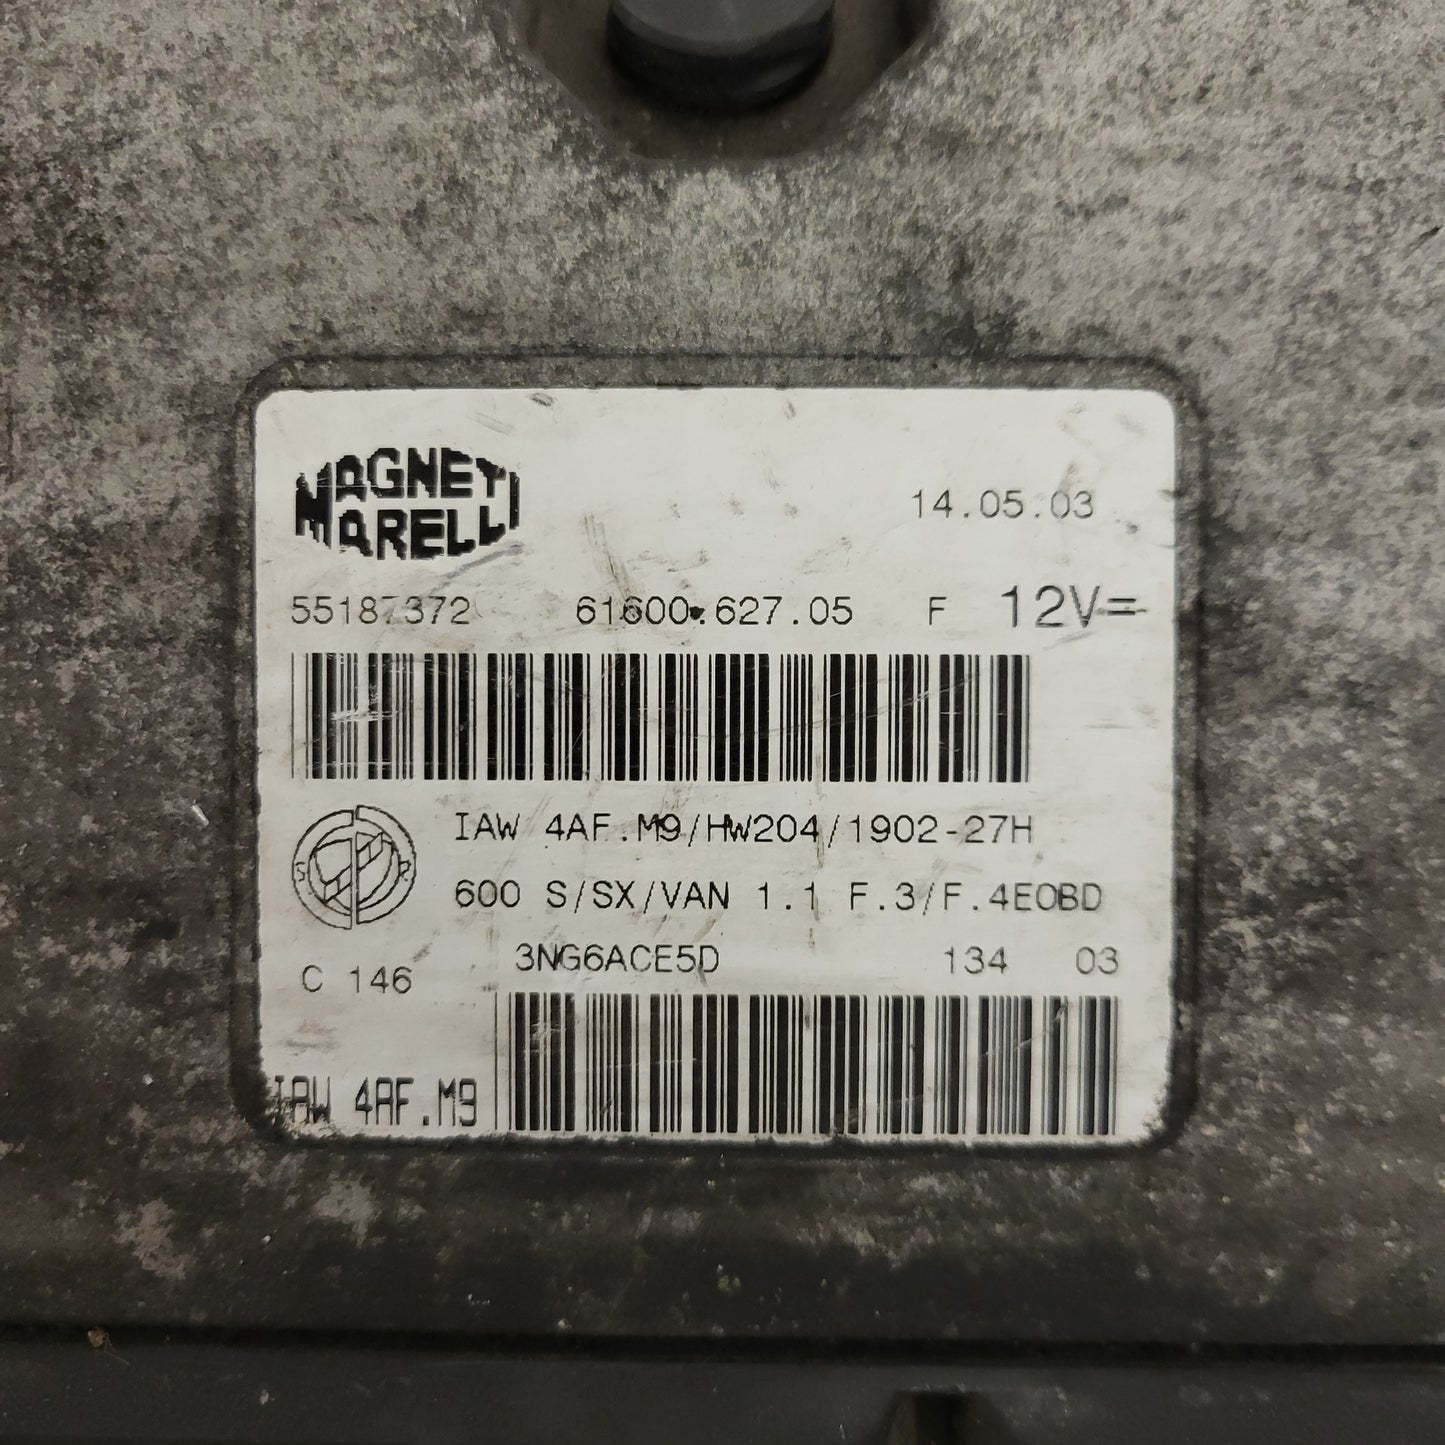 MAGNETI
MARELLI
14.05.03
55187372 61600.627.05 F 12V=
IAW 4AF.M9/HW204/1902-27H
S R
600 S/SX/VAN 1.1 F.3/F.4EOBD
3NG6ACE5D 134 03
C 146
IAW 4AF.M9